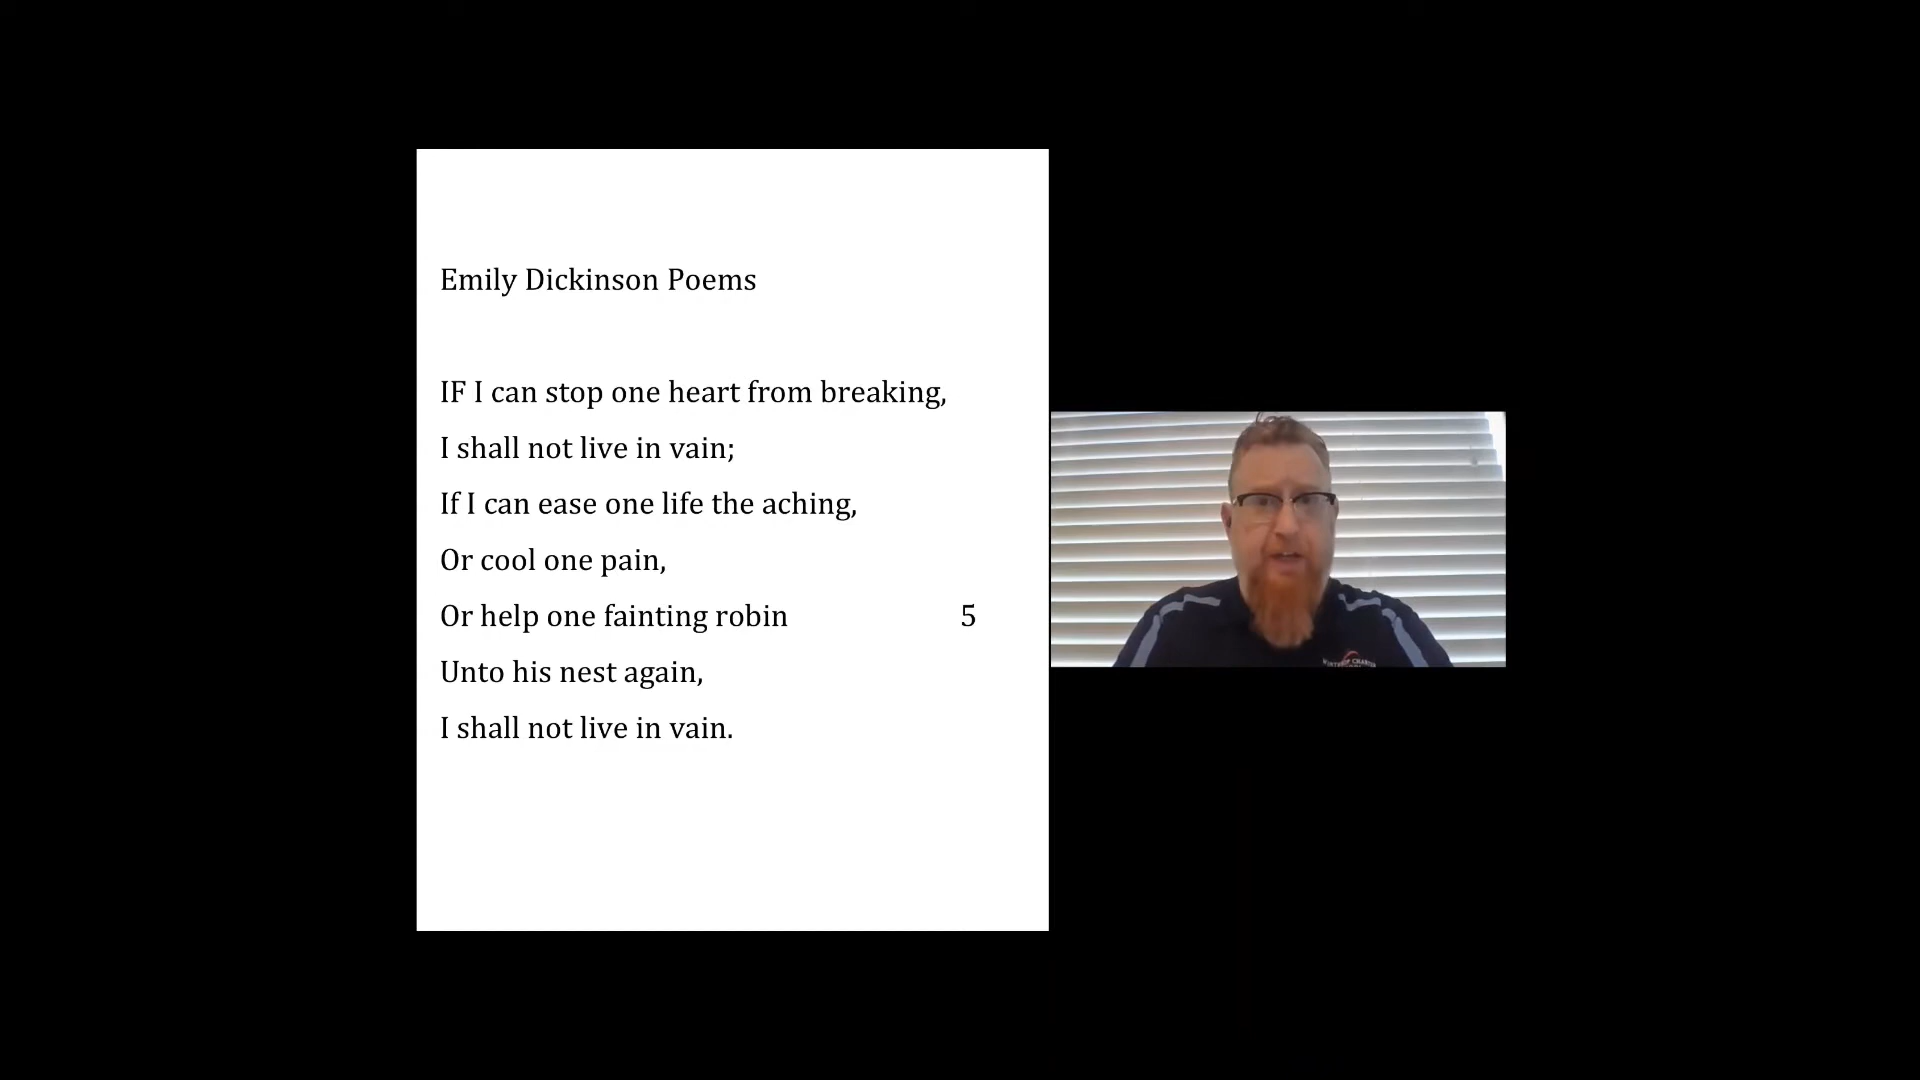 Emily Dickinson Poems
IF I can stop one heart from breaking,
I shall not live in vain;
If I can ease one life the aching,
Or cool one pain,
Or help one fainting robin 5
Unto his nest again,
I shall not live in vain.